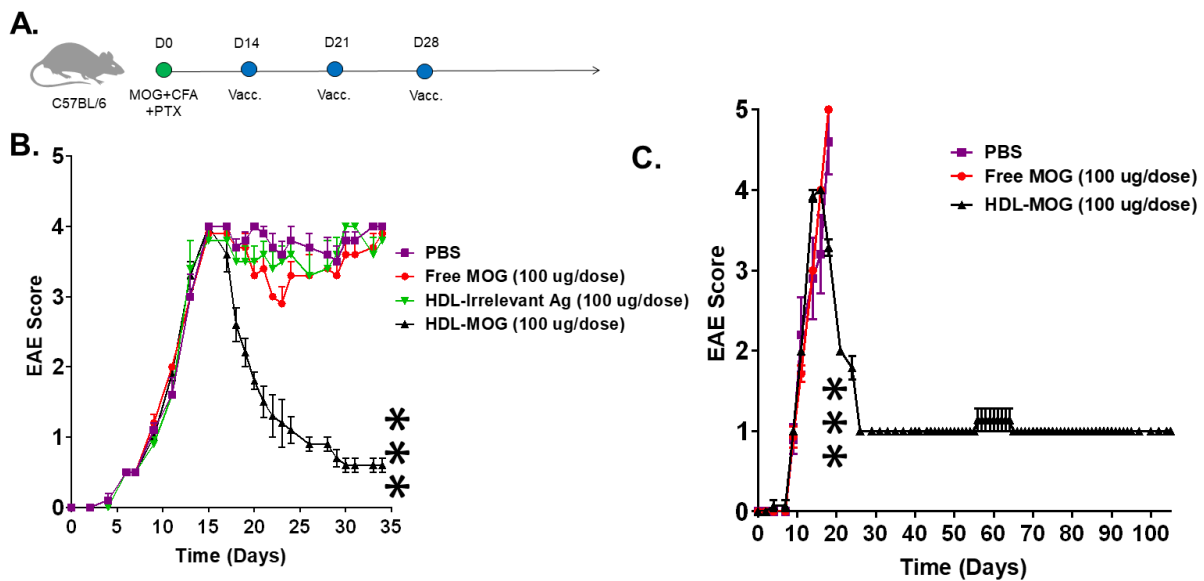 A.
D0
D14
D21
D28
C57BL/6
MOG+CFA
+PTX
Vacc.
Vacc.
Vacc.
B.
5
4
3
2
1
0
EAE Score
0 5 10 15 20 25 30 35
Time (Days)
PBS
Free MOG (100 ug/dose)
HDL-Irrelevant Ag (100 ug/dose)
HDL-MOG (100 ug/dose)
***
C.
5
4
3
2
1
0
EAE Score
0 10 20 30 40 50 60 70 80 90 100
Time (Days)
PBS
Free MOG (100 ug/dose)
HDL-MOG (100 ug/dose)
***